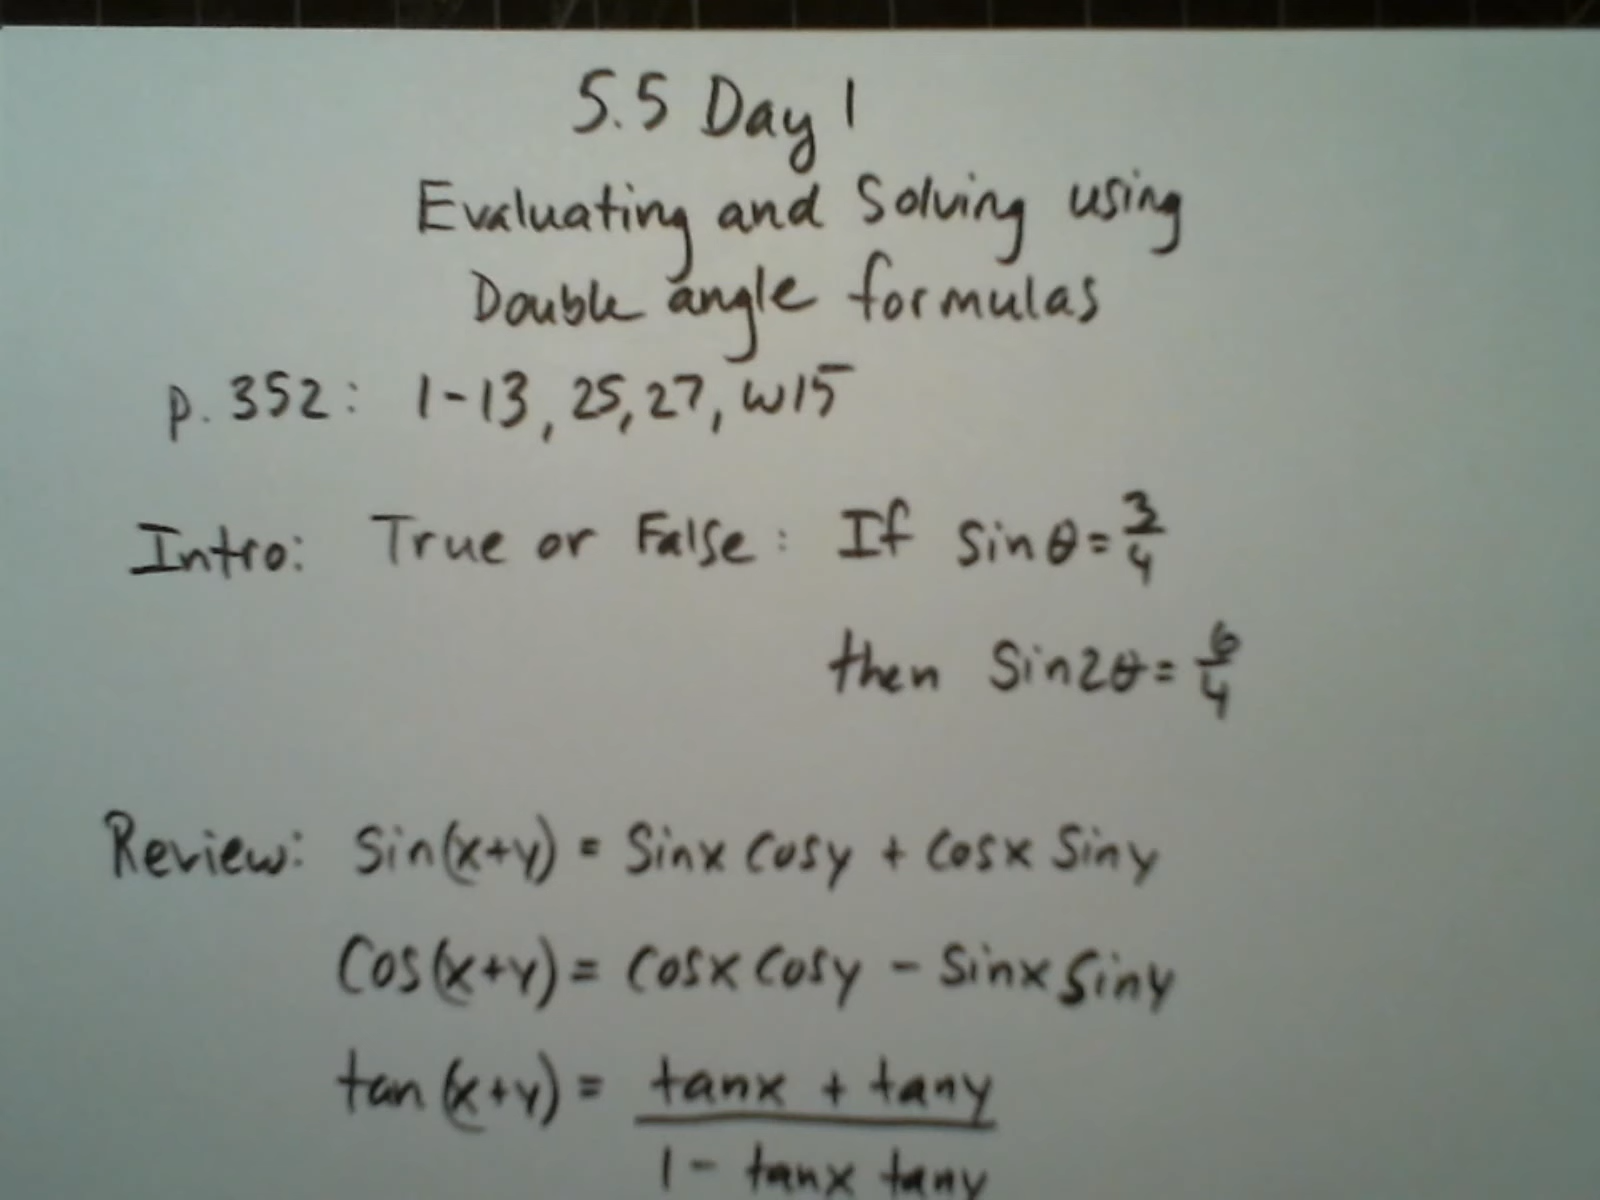 5.5 Day 1
Evaluating and Solving using
Double angle formulas
p. 352: 1-13, 25, 27, w15
Intro: True or False: If sin θ = 3/4
then Sin2θ = 6/4
Review: Sin(x+y) = Sinx Cosy + Cosx Siny
Cos(x+y) = Cosx Cosy - Sinx Siny
tan (x+y) = tanx + tany
1 - tanx tany